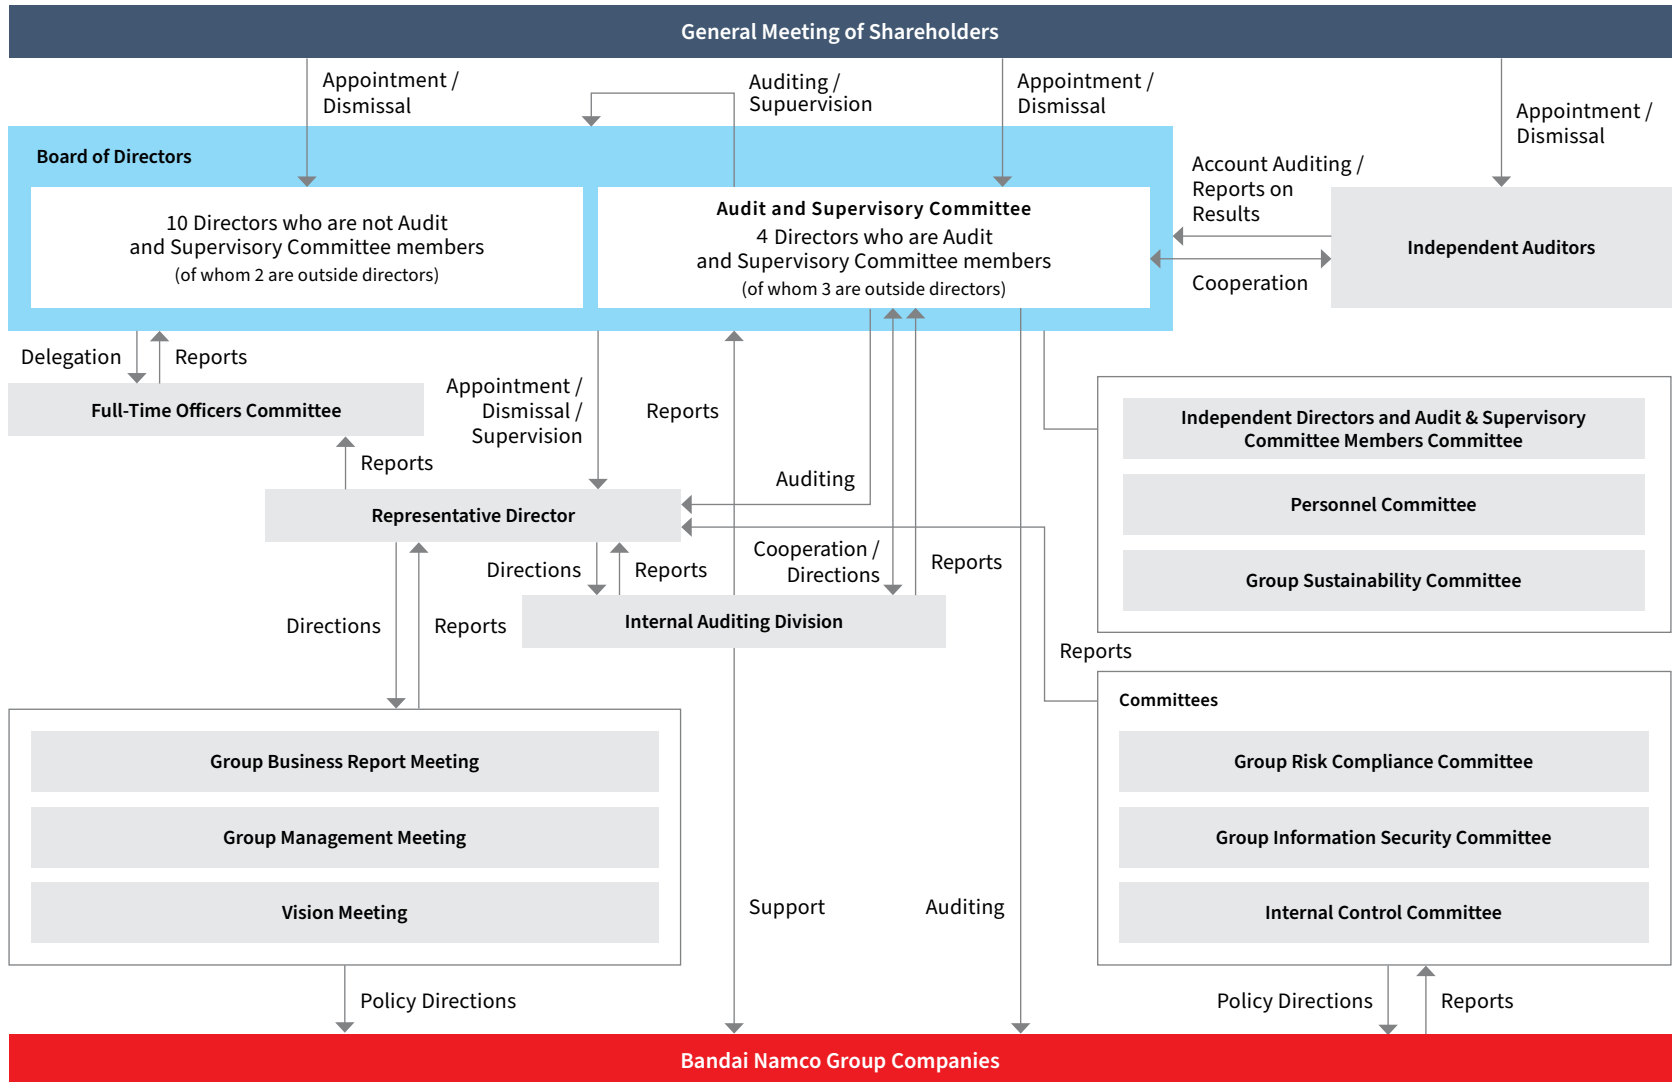 General Meeting of Shareholders
Appointment /
Dismissal
Auditing /
Supuervision
Appointment /
Dismissal
Appointment /
Dismissal
Board of Directors
10 Directors who are not Audit
and Supervisory Committee members
(of whom 2 are outside directors)
Audit and Supervisory Committee
4 Directors who are Audit
and Supervisory Committee members
(of whom 3 are outside directors)
Account Auditing /
Reports on
Results
Cooperation
Independent Auditors
Delegation
Reports
Full-Time Officers Committee
Appointment /
Dismissal /
Supervision
Reports
Reports
Auditing
Representative Director
Independent Directors and Audit & Supervisory
Committee Members Committee
Personnel Committee
Group Sustainability Committee
Directions
Reports
Cooperation /
Directions
Reports
Internal Auditing Division
Directions
Reports
Reports
Group Business Report Meeting
Group Management Meeting
Vision Meeting
Committees
Group Risk Compliance Committee
Group Information Security Committee
Internal Control Committee
Support
Auditing
Policy Directions
Policy Directions
Reports
Bandai Namco Group Companies